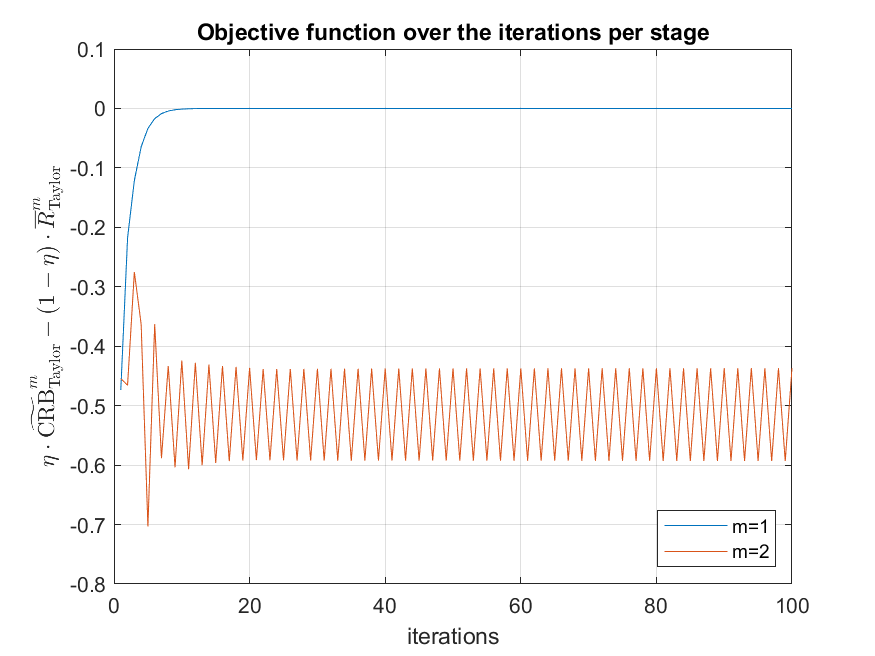 Objective function over the iterations per stage
η · C͂R͂B͂ᵐ_Taylor − (1 − η) · R̅ᵐ_Taylor
0.1
0
-0.1
-0.2
-0.3
-0.4
-0.5
-0.6
-0.7
-0.8
m=1
m=2
0 20 40 60 80 100
iterations